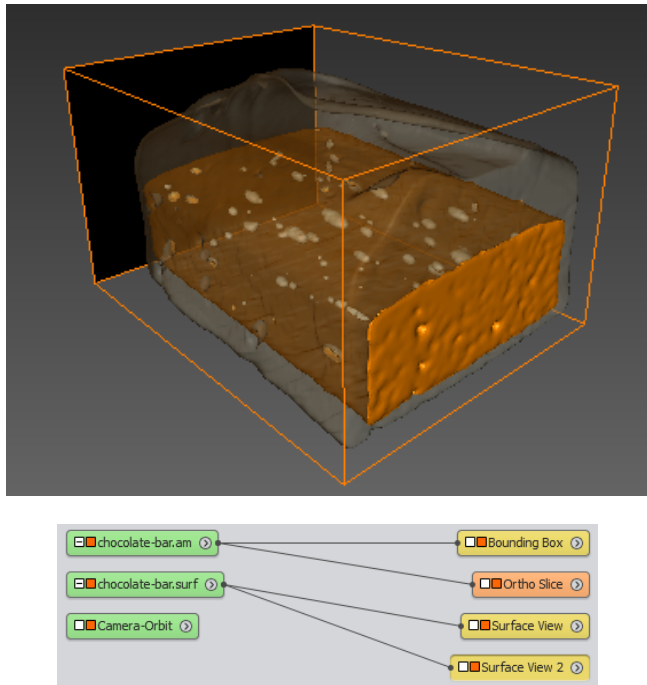 chocolate-bar.am
Bounding Box
Ortho Slice
chocolate-bar.surf
Camera-Orbit
Surface View
Surface View 2